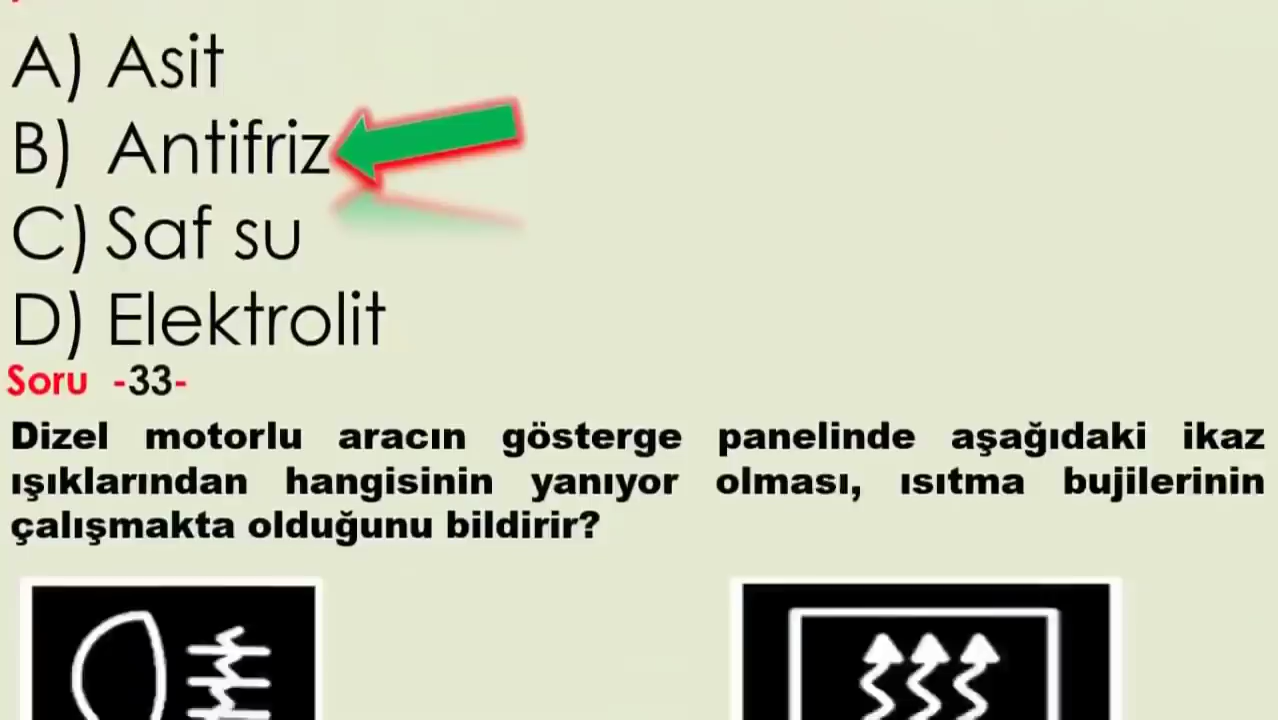 A) Asit
B) Antifriz
C) Saf su
D) Elektrolit
Soru -33-
Dizel motorlu aracın gösterge panelinde aşağıdaki ikaz
ışıklarından hangisinin yanıyor olması, ısıtma bujilerinin
çalışmakta olduğunu bildirir?